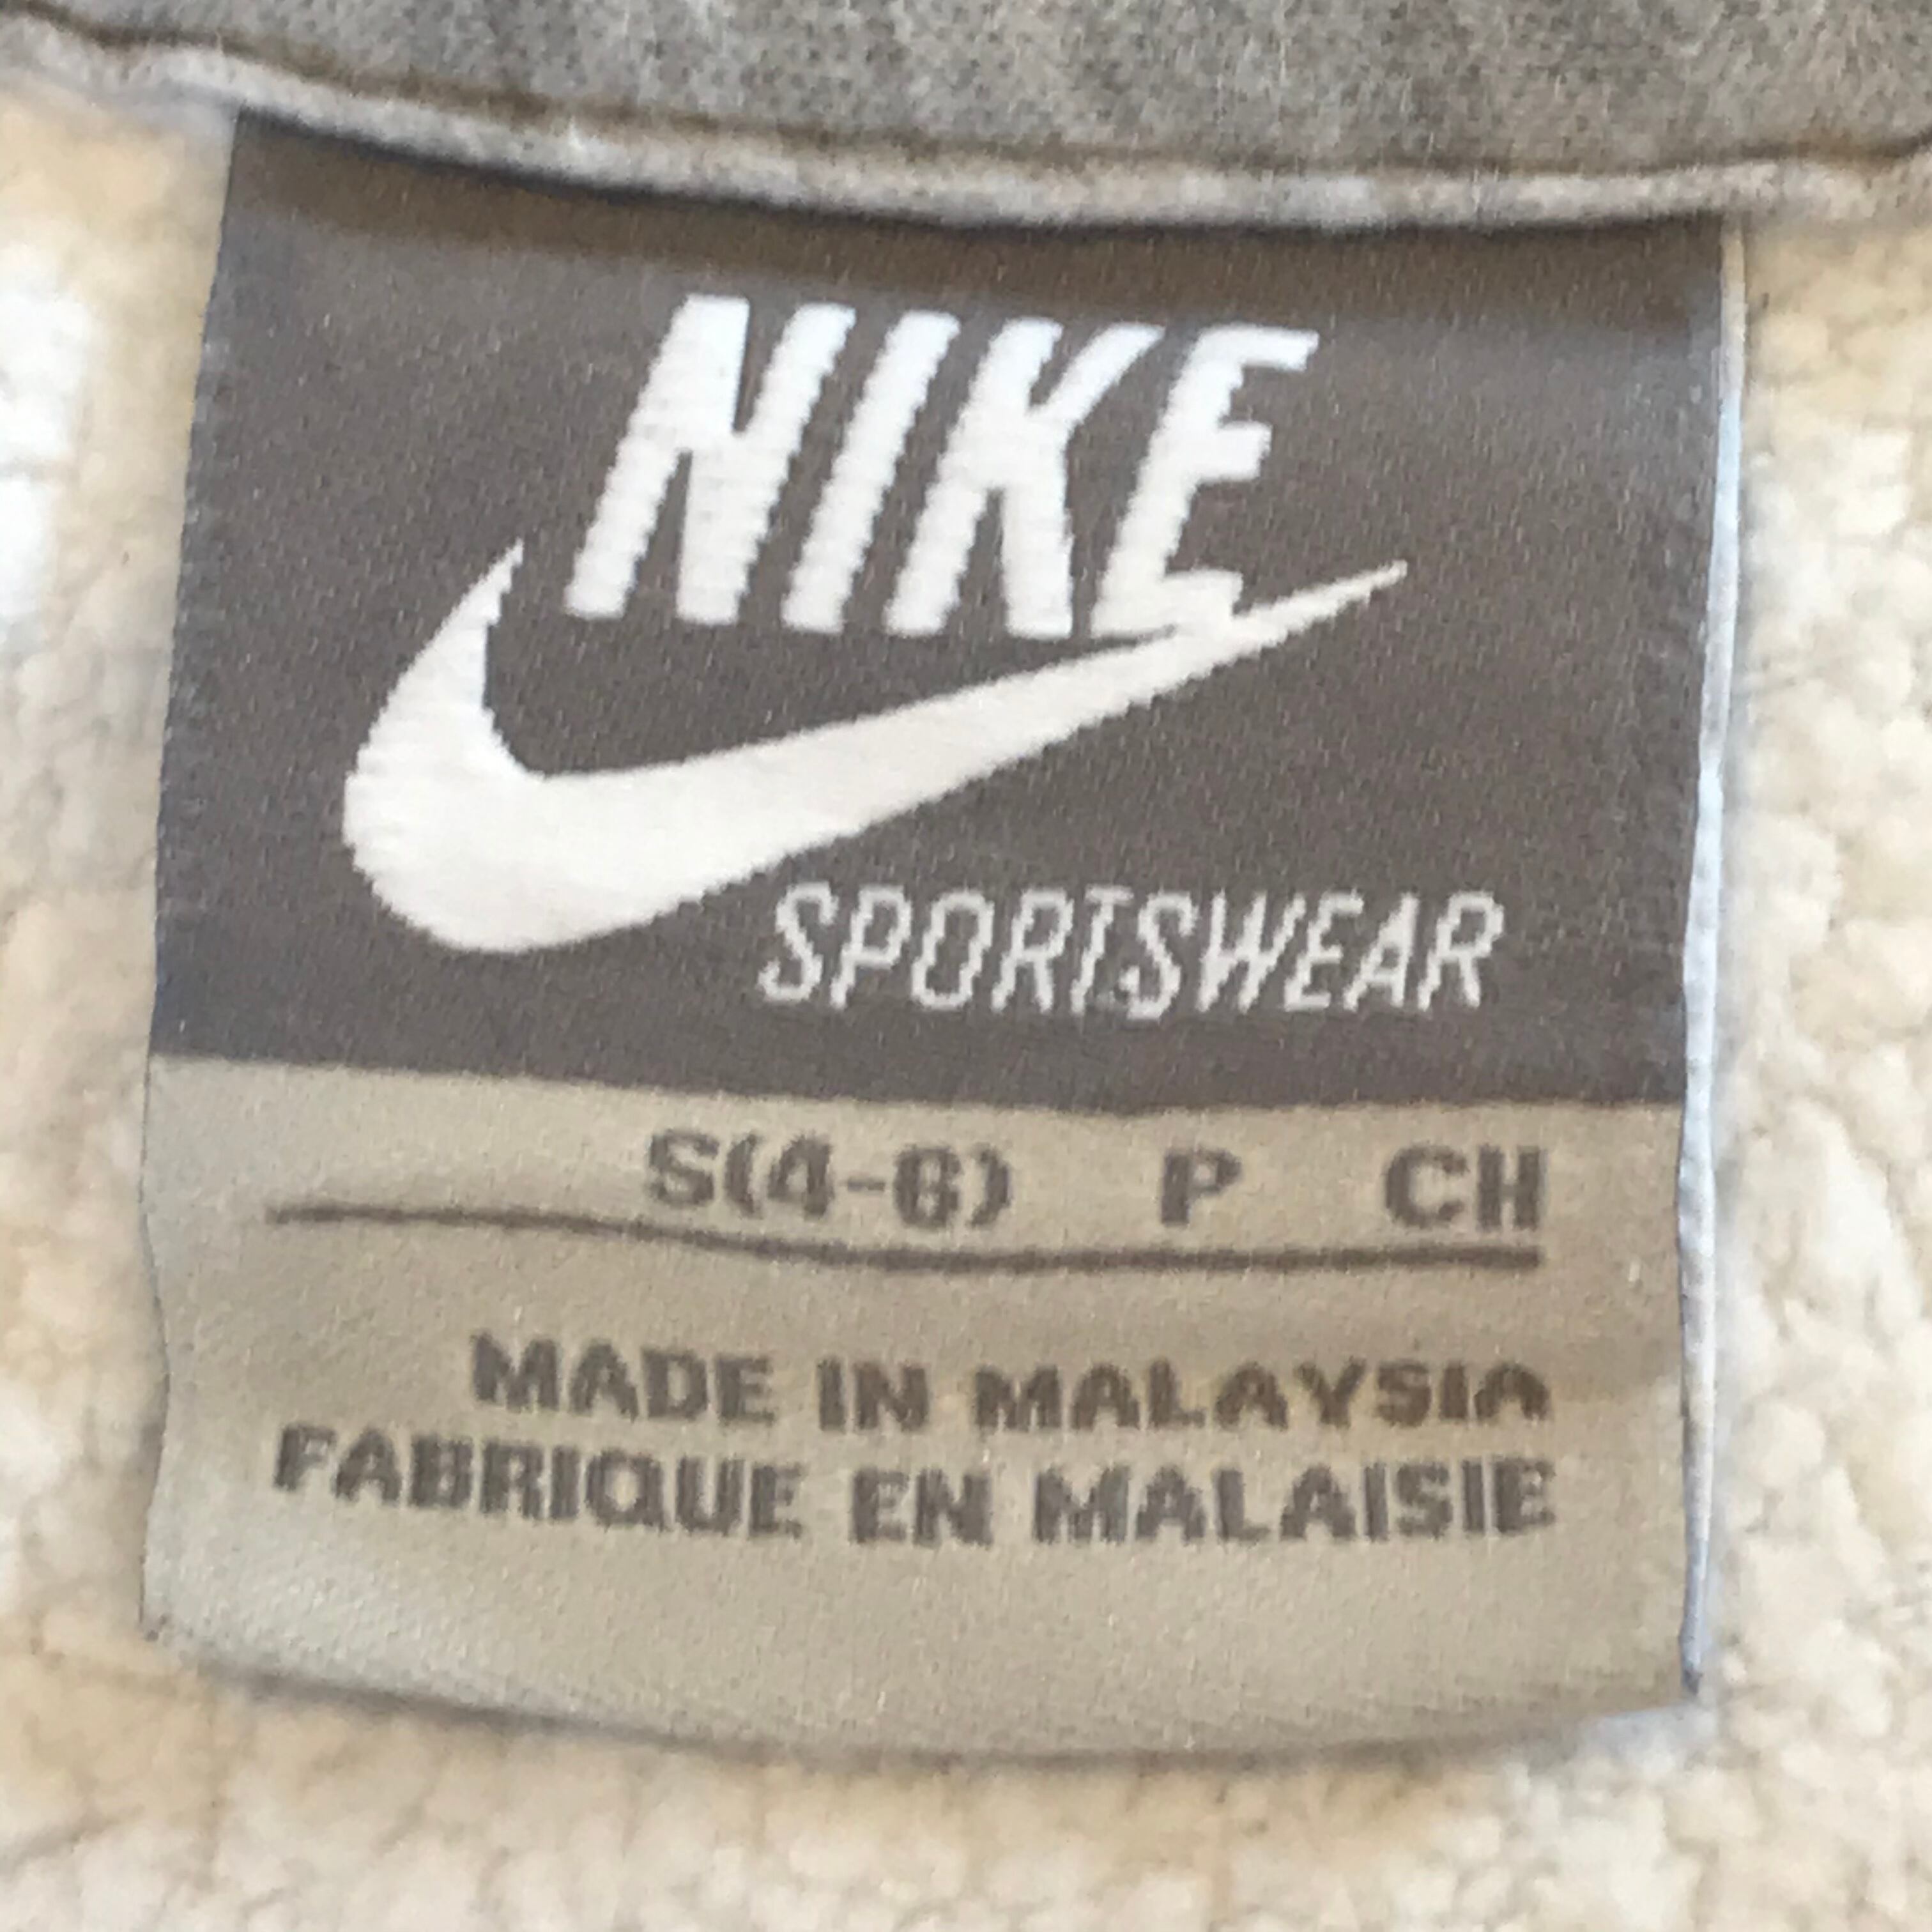 NIKE
SPORTSWEAR
S(4-6) P CH
MADE IN MALAYSIA
FABRIQUE EN MALAISIE